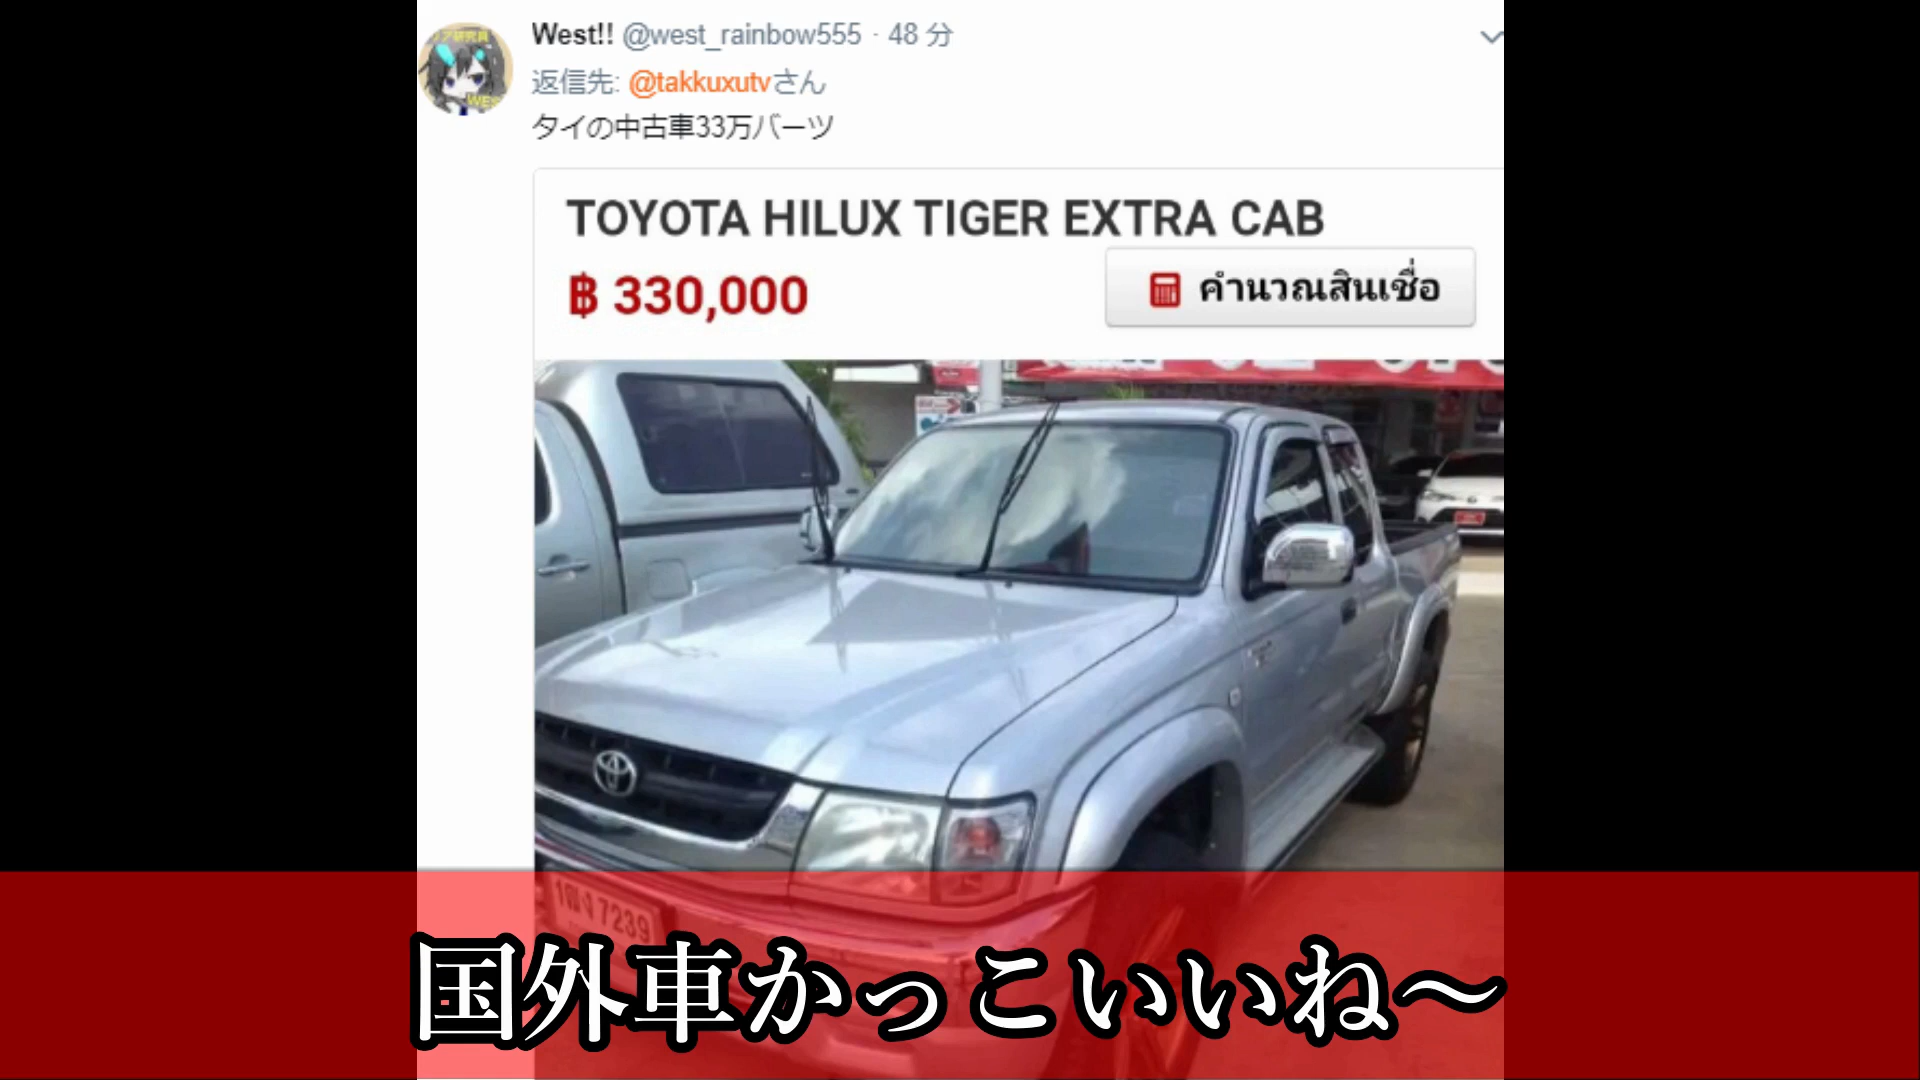 West!! @west_rainbow555 · 48 分
返信先: @takkuxutvさん
タイの中古車33万バーツ
TOYOTA HILUX TIGER EXTRA CAB
฿ 330,000
คำนวณสินเชื่อ
7239
国外車かっこいいね～